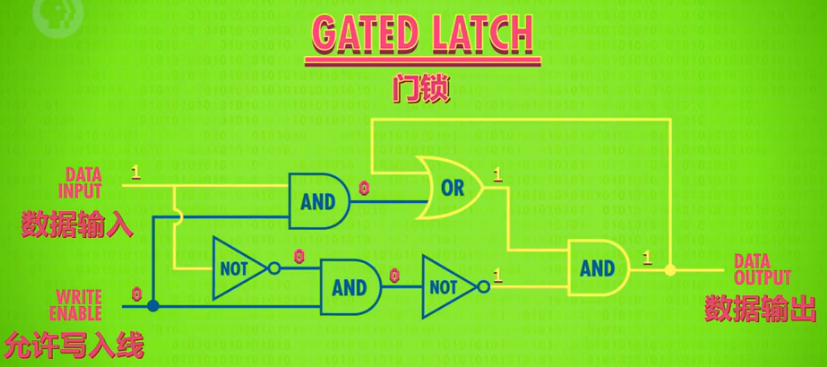 GATED LATCH
门锁
DATA
INPUT
1
数据输入
WRITE
ENABLE
0
允许写入线
AND
0
NOT
0
AND
0
NOT
1
OR
1
AND
1
DATA
OUTPUT
数据输出